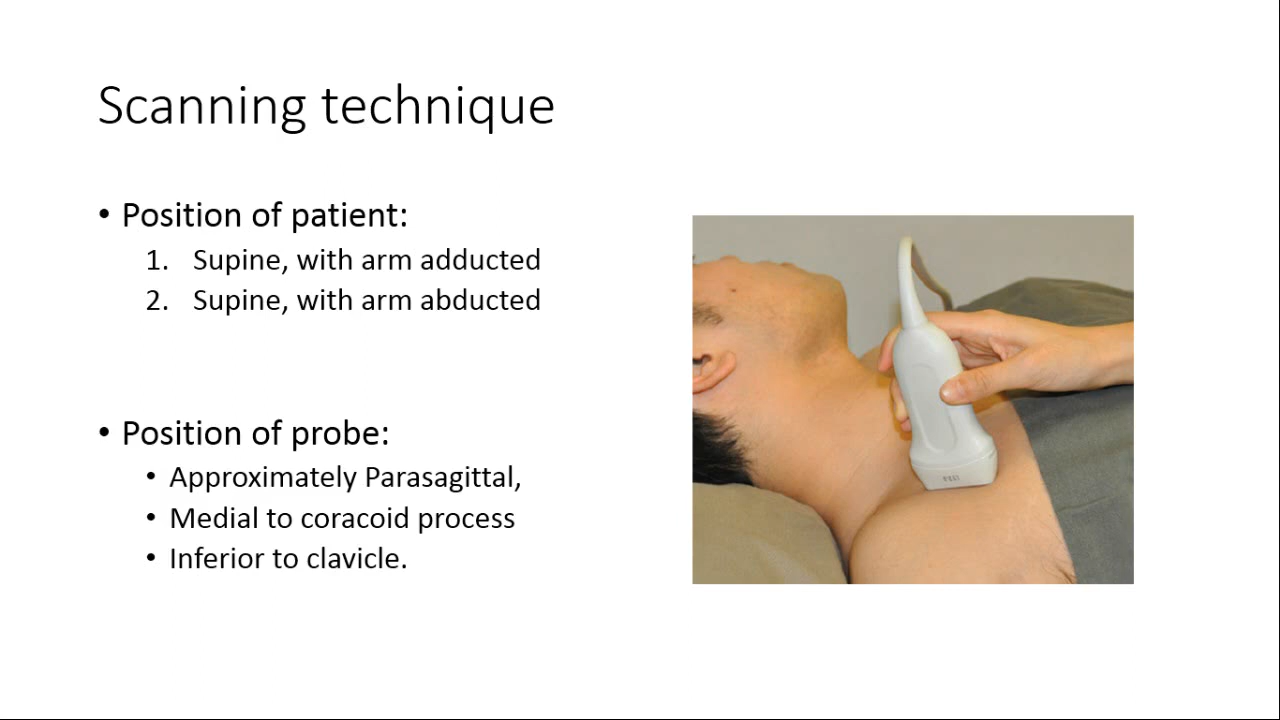 Scanning technique
• Position of patient:
1. Supine, with arm adducted
2. Supine, with arm abducted
• Position of probe:
• Approximately Parasagittal,
• Medial to coracoid process
• Inferior to clavicle.